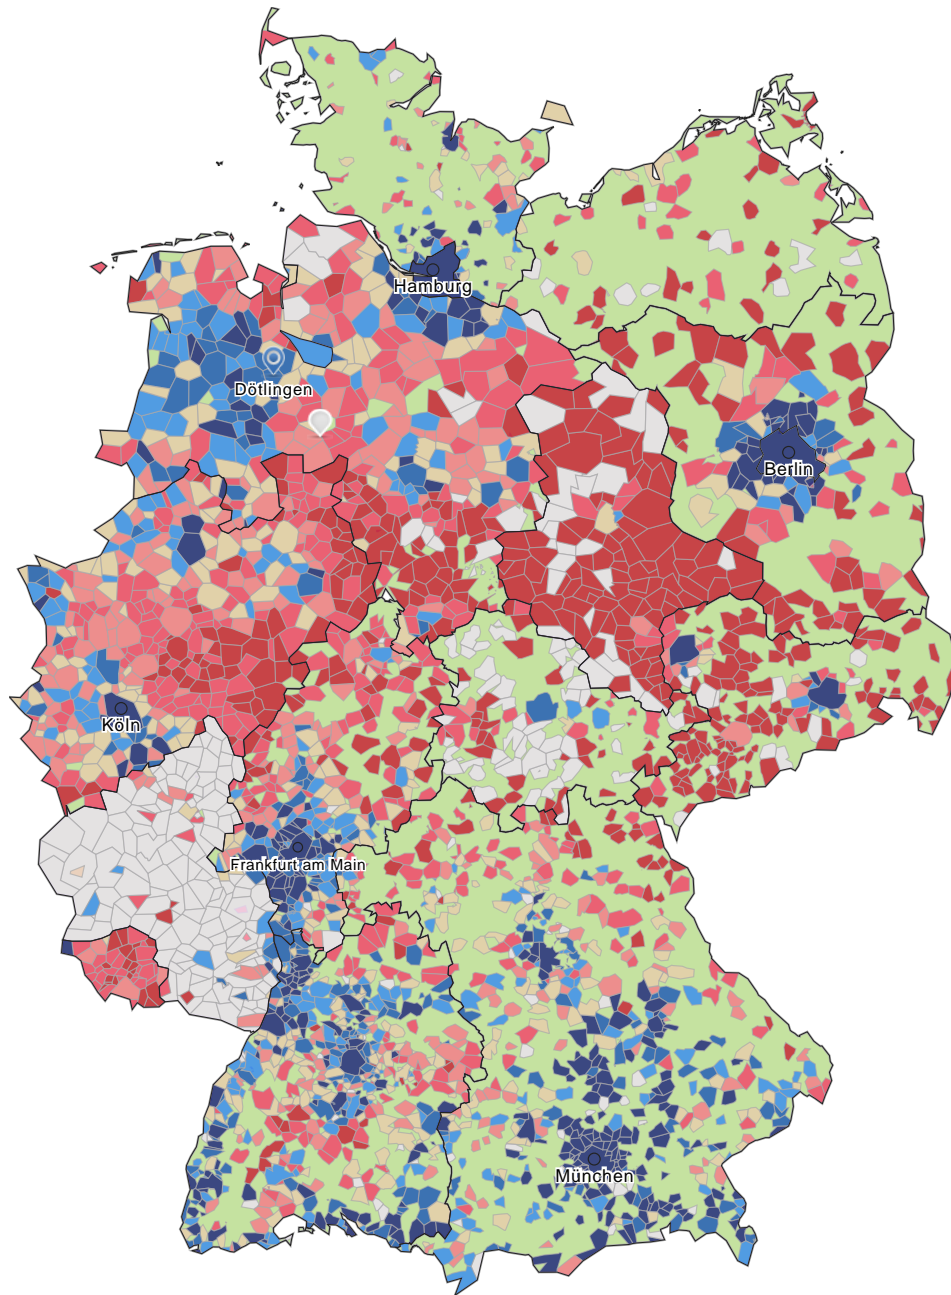 Hamburg
Dötlingen
Berlin
Köln
Frankfurt am Main
München